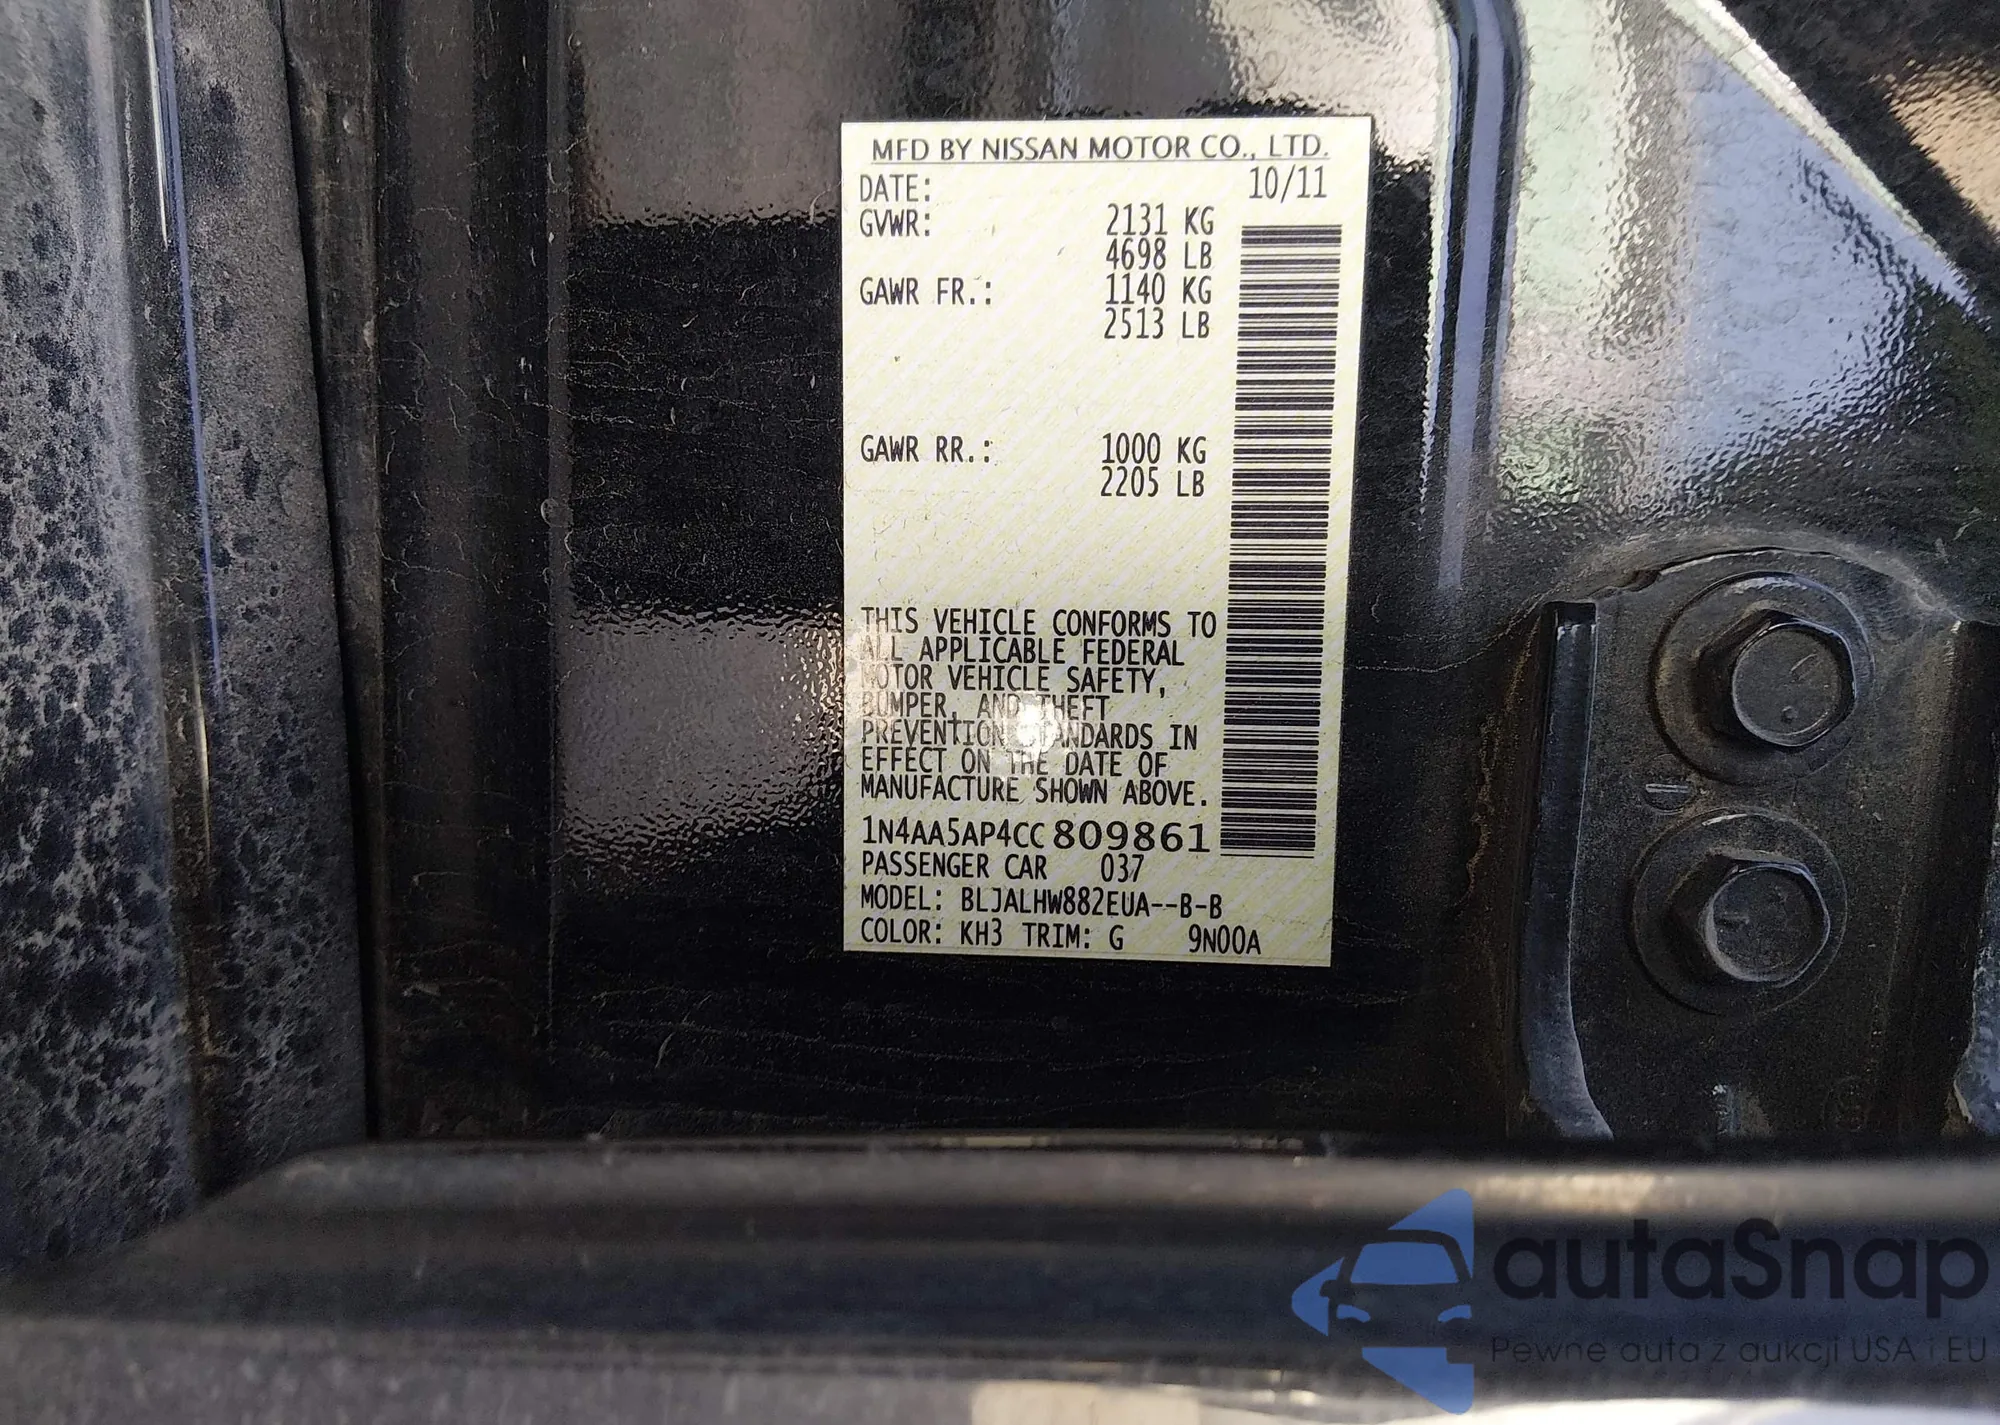 MFD BY NISSAN MOTOR CO., LTD.
DATE: 10/11
GVWR: 2131 KG
4698 LB
GAWR FR.: 1140 KG
2513 LB
GAWR RR.: 1000 KG
2205 LB
THIS VEHICLE CONFORMS TO
ALL APPLICABLE FEDERAL
MOTOR VEHICLE SAFETY,
BUMPER, AND THEFT
PREVENTION STANDARDS IN
EFFECT ON THE DATE OF
MANUFACTURE SHOWN ABOVE.
1N4AA5AP4CC809861
PASSENGER CAR 037
MODEL: BLJALHW882EUA--B-B
COLOR: KH3 TRIM: G 9N00A
autaSnap
Pewne auta z aukcji USA i EU